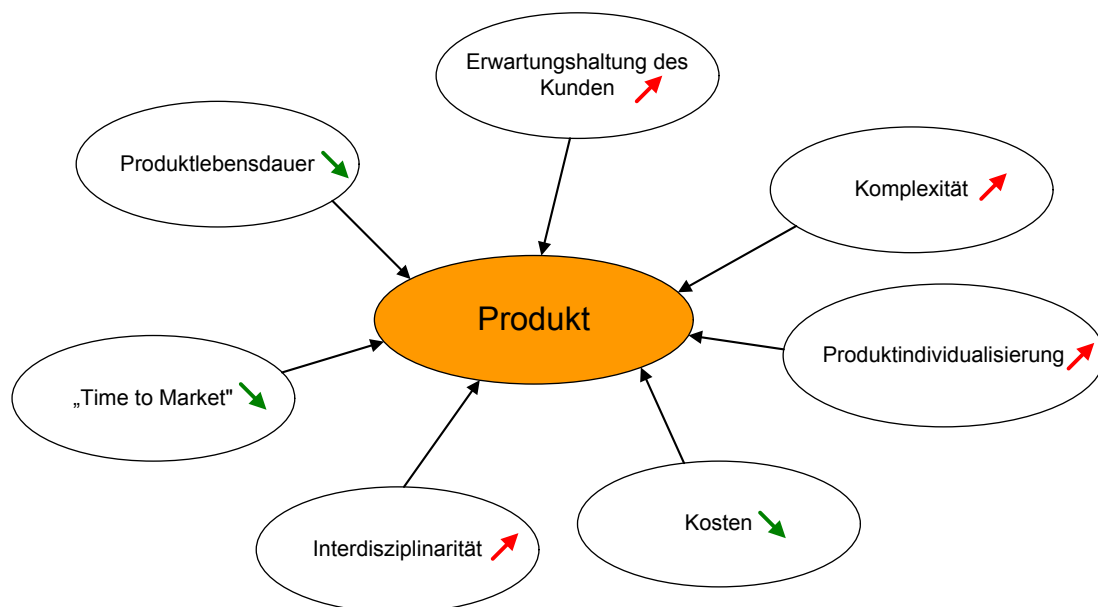 Erwartungshaltung des
Kunden
Produktlebensdauer
Komplexität
Produkt
Produktindividualisierung
„Time to Market"
Kosten
Interdisziplinarität